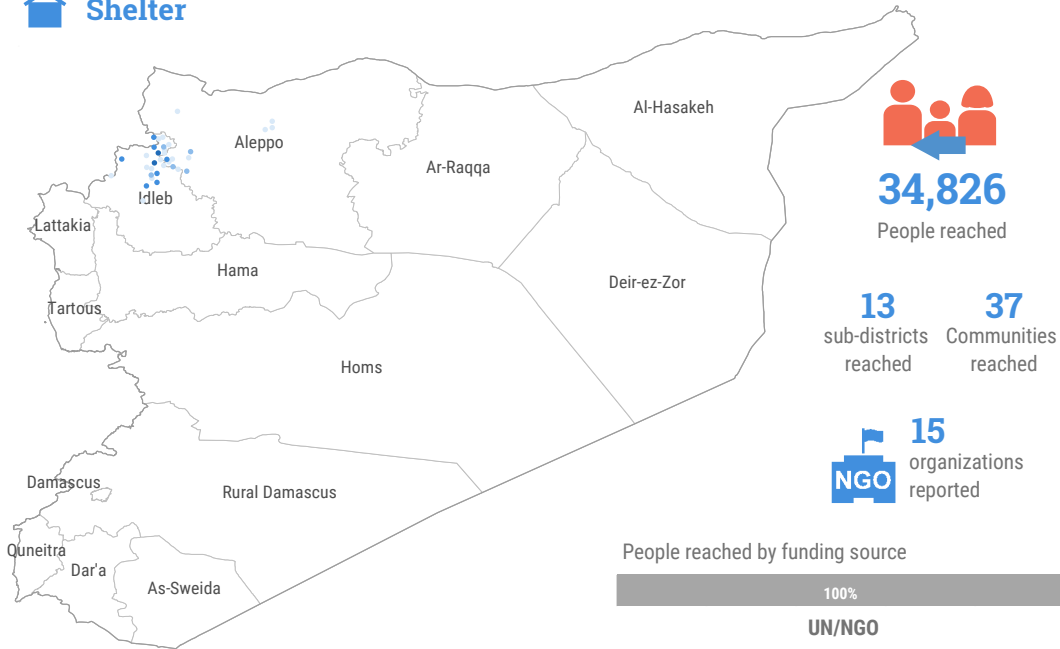 Shelter
Al-Hasakeh
Aleppo
Ar-Raqqa
Idleb
Lattakia
Hama
Deir-ez-Zor
Tartous
Homs
Damascus
Rural Damascus
Quneitra
Dar'a
As-Sweida
34,826
People reached
13
sub-districts
reached
37
Communities
reached
NGO
15
organizations
reported
People reached by funding source
100%
UN/NGO